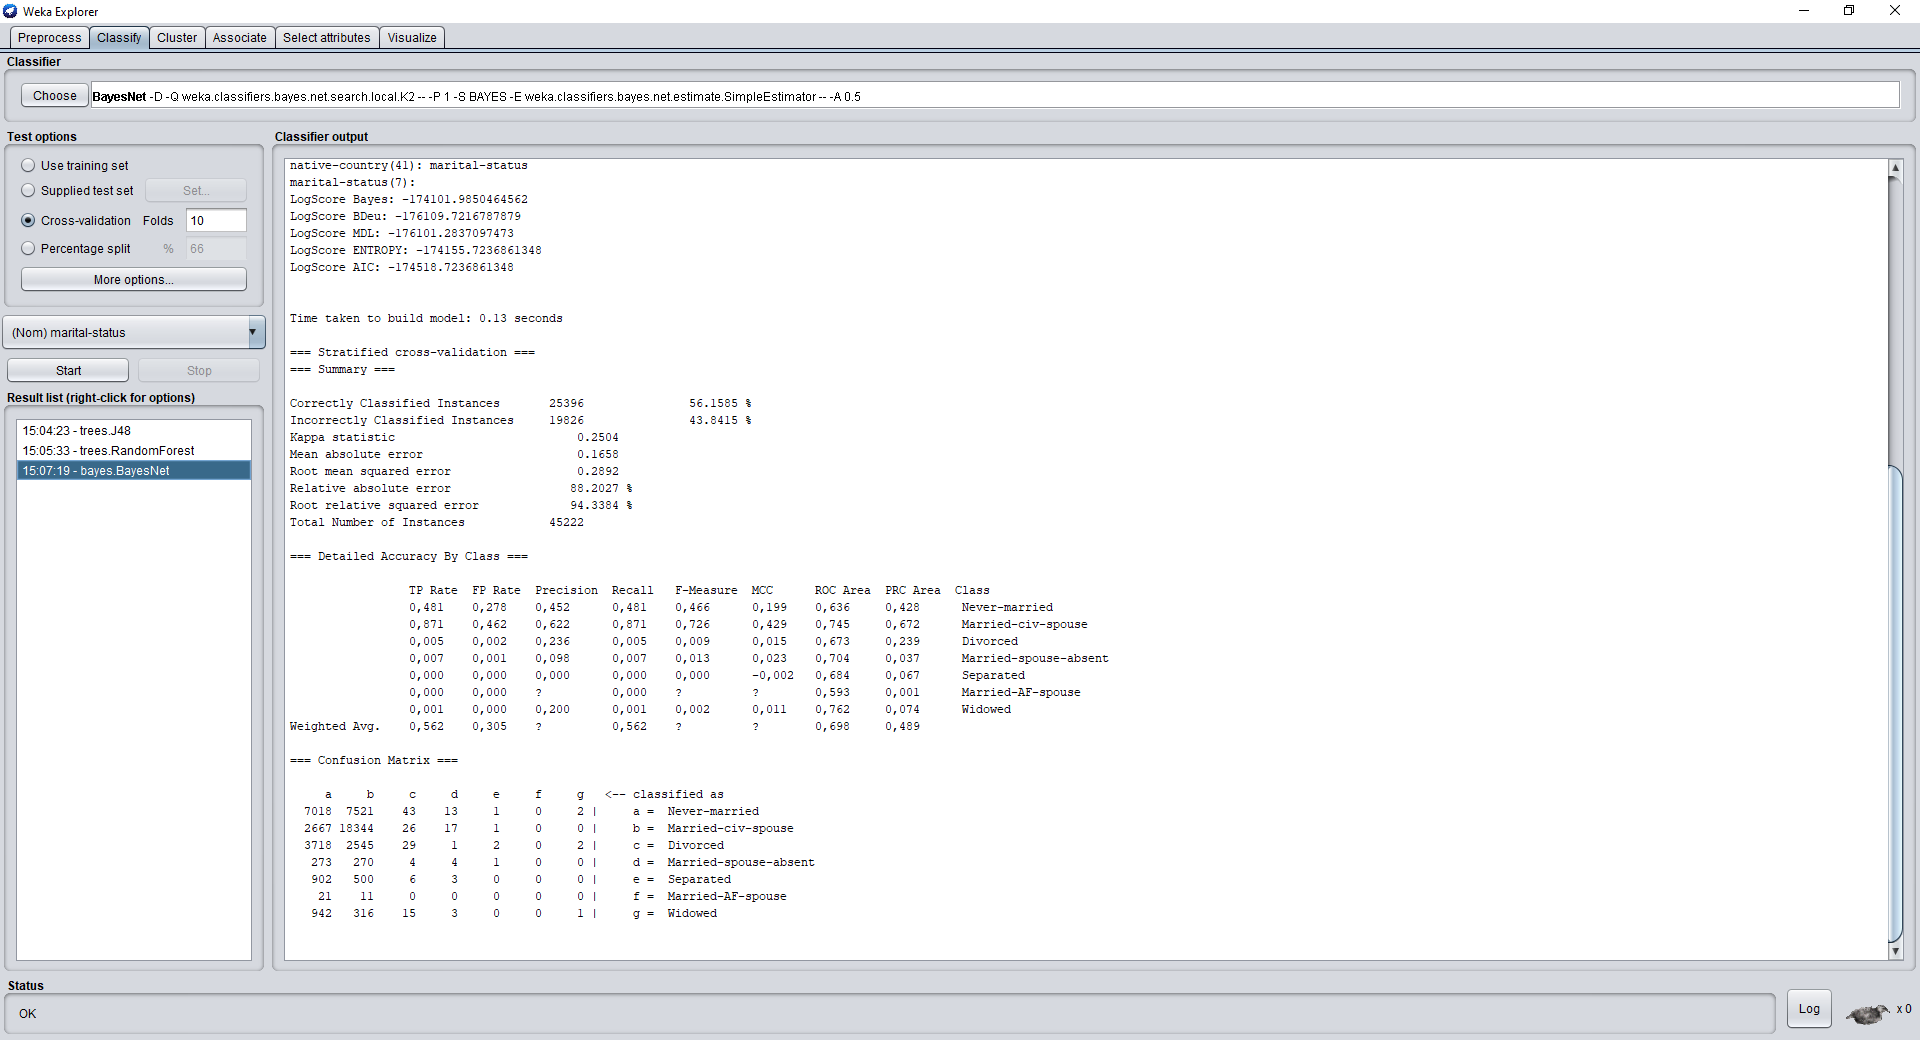 Weka Explorer
Preprocess Classify Cluster Associate Select attributes Visualize
Classifier
Choose BayesNet -D -Q weka.classifiers.bayes.net.search.local.K2 -- -P 1 -S BAYES -E weka.classifiers.bayes.net.estimate.SimpleEstimator -- -A 0.5
Test options
Use training set
Supplied test set Set...
Cross-validation Folds 10
Percentage split % 66
More options...
(Nom) marital-status
Start Stop
Result list (right-click for options)
15:04:23 - trees.J48
15:05:33 - trees.RandomForest
15:07:19 - bayes.BayesNet
Classifier output
native-country(41): marital-status
marital-status(7):
LogScore Bayes: -174101.9850464562
LogScore BDeu: -176109.7216787879
LogScore MDL: -176101.2837097473
LogScore ENTROPY: -174155.7236861348
LogScore AIC: -174518.7236861348
Time taken to build model: 0.13 seconds
=== Stratified cross-validation ===
=== Summary ===
Correctly Classified Instances 25396 56.1585 %
Incorrectly Classified Instances 19826 43.8415 %
Kappa statistic 0.2504
Mean absolute error 0.1658
Root mean squared error 0.2892
Relative absolute error 88.2027 %
Root relative squared error 94.3384 %
Total Number of Instances 45222
=== Detailed Accuracy By Class ===
TP Rate FP Rate Precision Recall F-Measure MCC ROC Area PRC Area Class
0,481 0,278 0,452 0,481 0,466 0,199 0,636 0,428 Never-married
0,871 0,462 0,622 0,871 0,726 0,429 0,745 0,672 Married-civ-spouse
0,005 0,002 0,236 0,005 0,009 0,015 0,673 0,239 Divorced
0,007 0,001 0,098 0,007 0,013 0,023 0,704 0,037 Married-spouse-absent
0,000 0,000 0,000 0,000 0,000 -0,002 0,684 0,067 Separated
0,000 0,000 ? 0,000 ? ? 0,593 0,001 Married-AF-spouse
0,001 0,000 0,200 0,001 0,002 0,011 0,762 0,074 Widowed
Weighted Avg. 0,562 0,305 ? 0,562 ? ? 0,698 0,489
=== Confusion Matrix ===
a b c d e f g <-- classified as
7018 7521 43 13 1 0 2 | a = Never-married
2667 18344 26 17 1 0 0 | b = Married-civ-spouse
3718 2545 29 1 2 0 2 | c = Divorced
273 270 4 4 1 0 0 | d = Married-spouse-absent
902 500 6 3 0 0 0 | e = Separated
21 11 0 0 0 0 0 | f = Married-AF-spouse
942 316 15 3 0 0 1 | g = Widowed
Status
OK
Log x 0